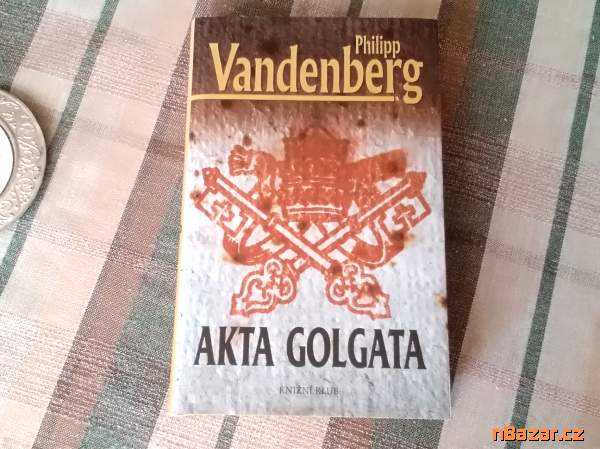 Philipp
Vandenberg
AKTA GOLGATA
KNIŽNÍ KLUB
nBazar.cz